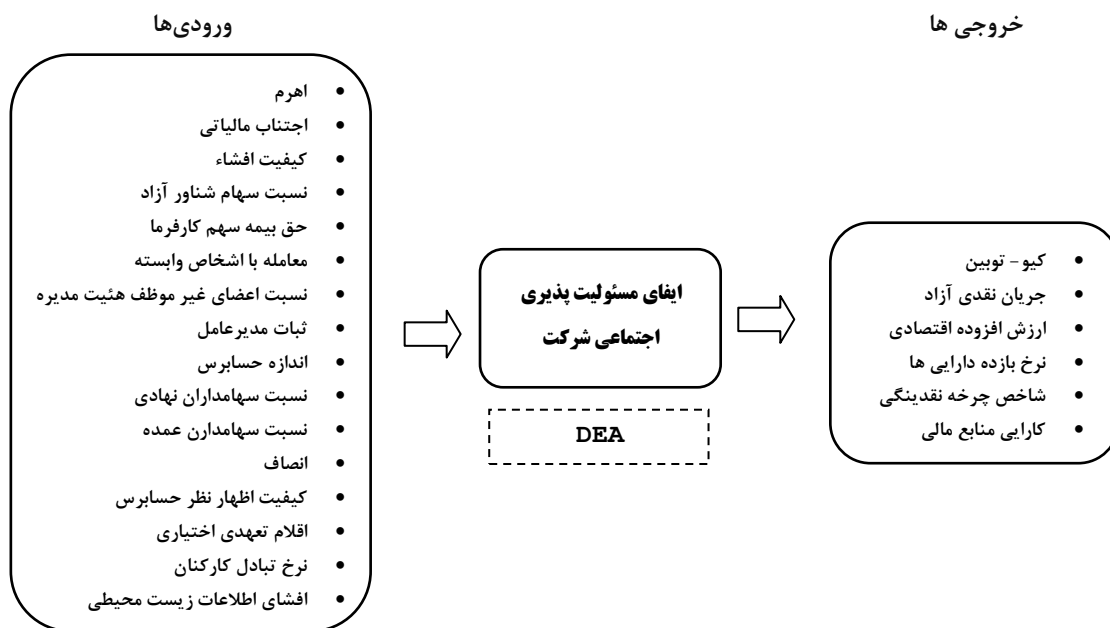 ورودی‌ها
اهرم
اجتناب مالیاتی
کیفیت افشاء
نسبت سهام شناور آزاد
حق بیمه سهم کارفرما
معامله با اشخاص وابسته
نسبت اعضای غیر موظف هئیت مدیره
ثبات مدیرعامل
اندازه حسابرس
نسبت سهامداران نهادی
نسبت سهامدارن عمده
انصاف
کیفیت اظهار نظر حسابرس
اقلام تعهدی اختیاری
نرخ تبادل کارکنان
افشای اطلاعات زیست محیطی
ایفای مسئولیت پذیری
اجتماعی شرکت
DEA
خروجی ها
کیو - توبین
جریان نقدی آزاد
ارزش افزوده اقتصادی
نرخ بازده دارایی ها
شاخص چرخه نقدینگی
کارایی منابع مالی